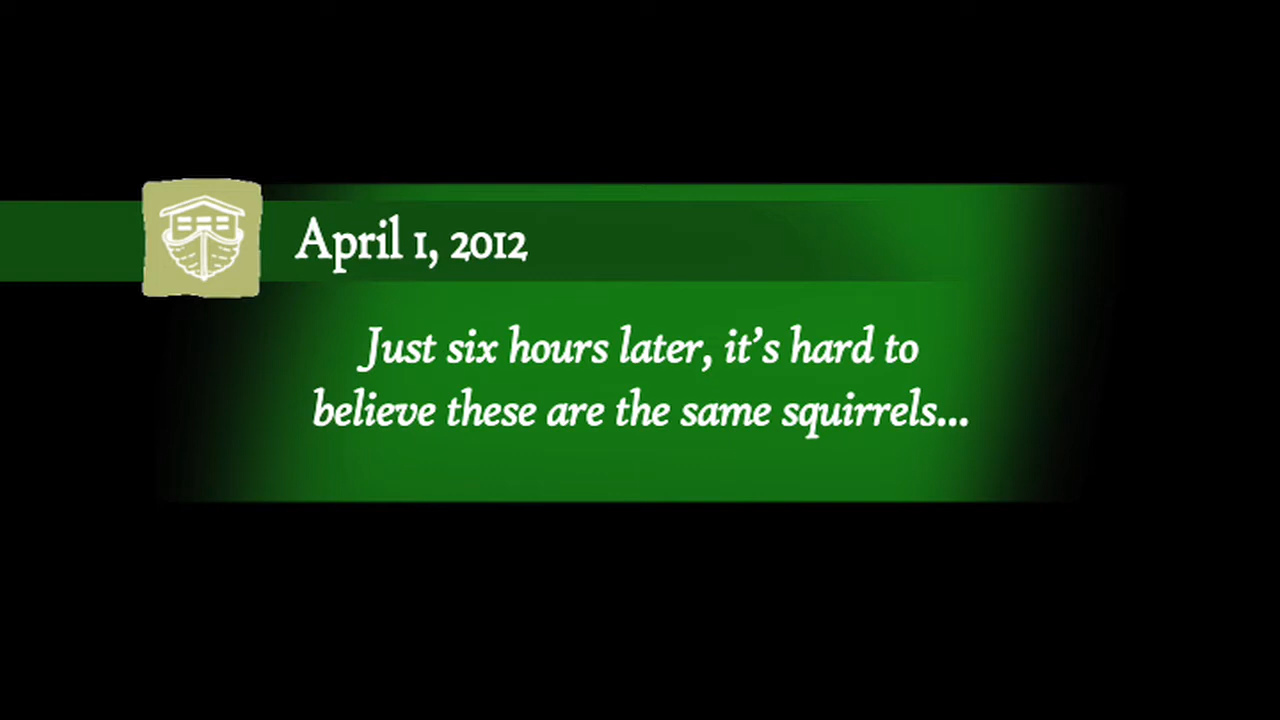 April 1, 2012
Just six hours later, it’s hard to
believe these are the same squirrels...